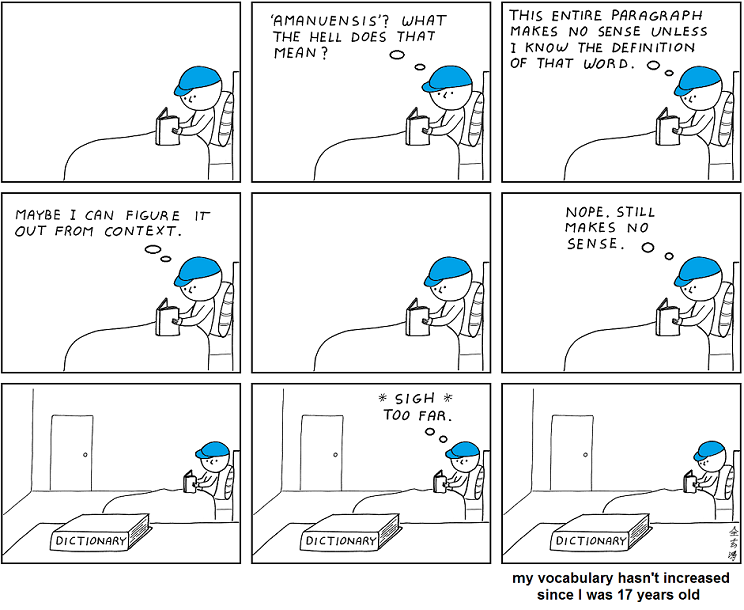 'AMANUENSIS'? WHAT
THE HELL DOES THAT
MEAN?
THIS ENTIRE PARAGRAPH
MAKES NO SENSE UNLESS
I KNOW THE DEFINITION
OF THAT WORD.
MAYBE I CAN FIGURE IT
OUT FROM CONTEXT.
NOPE. STILL
MAKES NO
SENSE.
DICTIONARY
* SIGH *
TOO FAR.
DICTIONARY
DICTIONARY
my vocabulary hasn't increased
since I was 17 years old